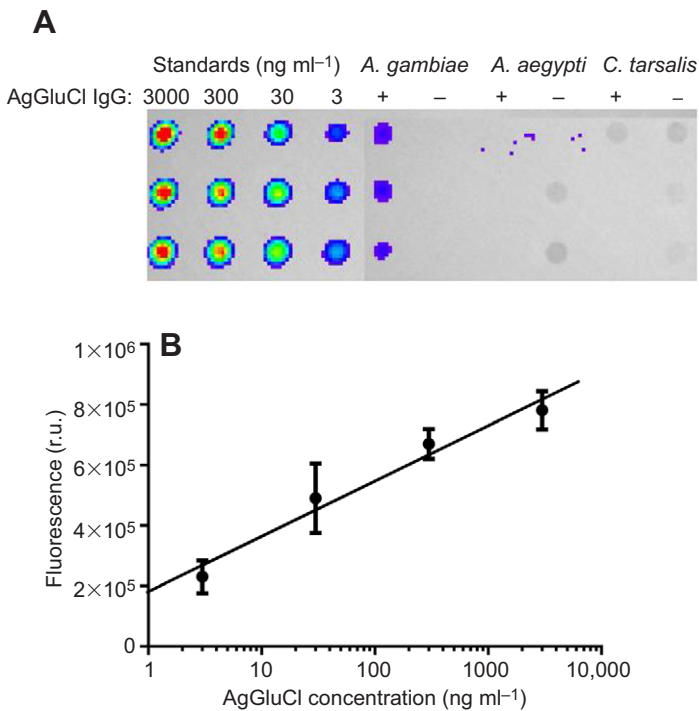 A
Standards (ng ml–1) A. gambiae A. aegypti C. tarsalis
AgGluCl IgG: 3000 300 30 3 + – + – + –
B
1×10⁶
8×10⁵
6×10⁵
4×10⁵
2×10⁵
0
Fluorescence (r.u.)
1 10 100 1000 10,000
AgGluCl concentration (ng ml–1)